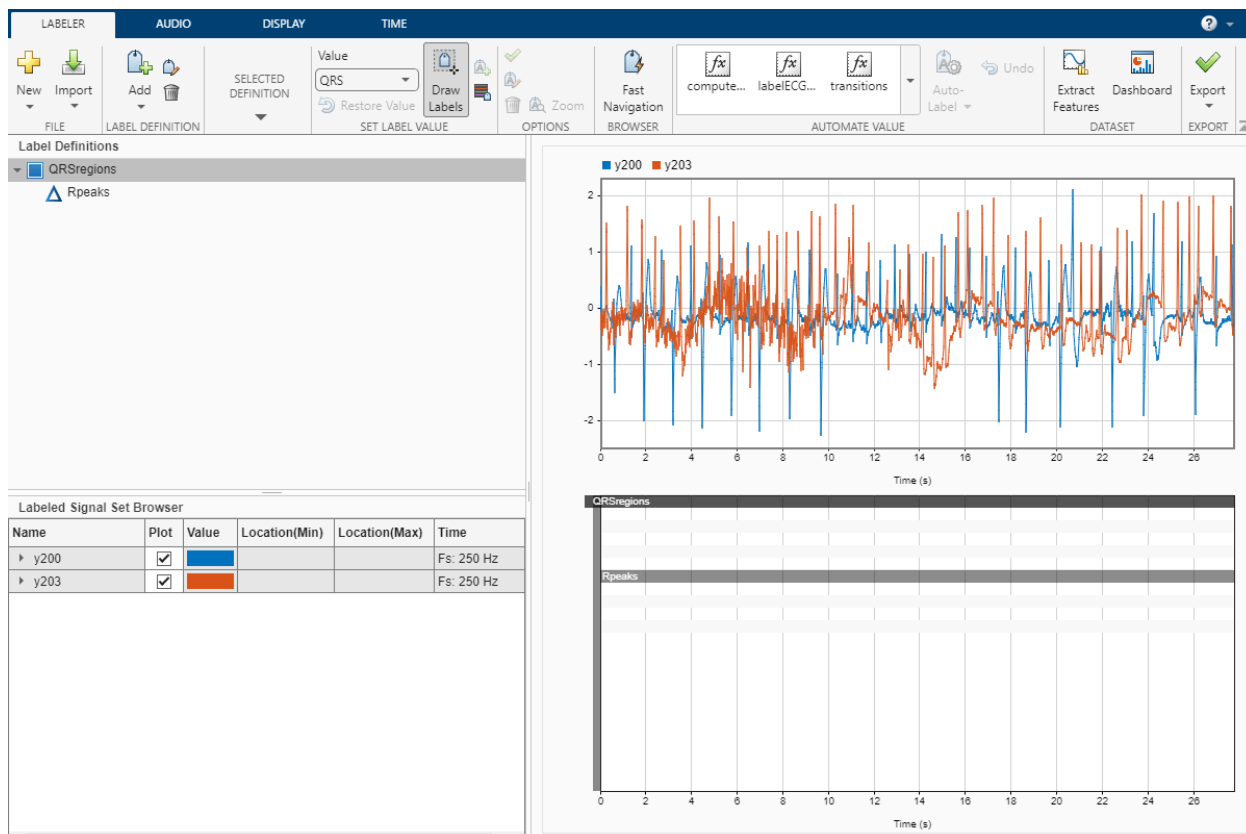 LABELER AUDIO DISPLAY TIME
?
New Import
FILE
Add
LABEL DEFINITION
SELECTED
DEFINITION
Value
QRS
Restore Value
Draw
Labels
SET LABEL VALUE
Zoom
OPTIONS
Fast
Navigation
BROWSER
fx fx fx
compute... labelECG... transitions
Auto-
Label
Undo
AUTOMATE VALUE
Extract
Features
Dashboard
DATASET
Export
EXPORT
Label Definitions
QRSregions
Rpeaks
Labeled Signal Set Browser
Name Plot Value Location(Min) Location(Max) Time
y200 Fs: 250 Hz
y203 Fs: 250 Hz
y200 y203
2
1
0
-1
-2
0 2 4 6 8 10 12 14 16 18 20 22 24 26
Time (s)
QRSregions
Rpeaks
0 2 4 6 8 10 12 14 16 18 20 22 24 26
Time (s)